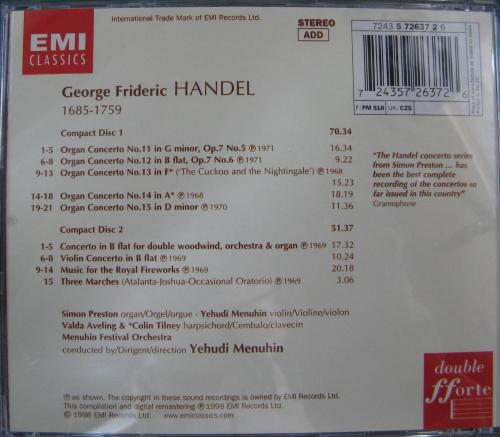 International Trade Mark of EMI Records Ltd.
EMI
CLASSICS
STEREO
ADD
7243 5 72637 2 6
7 24357 26372 6
F: PM 518 UK: CZS
George Frideric HANDEL
1685-1759
Compact Disc 1 70.34
1-5 Organ Concerto No.11 in G minor, Op.7 No.5 ℗ 1971 16.34
6-8 Organ Concerto No.12 in B flat, Op.7 No.6 ℗ 1971 9.22
9-13 Organ Concerto No.13 in F* ('The Cuckoo and the Nightingale') ℗ 1968
15.23
14-18 Organ Concerto No.14 in A* ℗ 1968 18.19
19-21 Organ Concerto No.15 in D minor ℗ 1970 11.36
Compact Disc 2 51.37
1-5 Concerto in B flat for double woodwind, orchestra & organ ℗ 1969 17.32
6-8 Violin Concerto in B flat ℗ 1969 10.24
9-14 Music for the Royal Fireworks ℗ 1969 20.18
15 Three Marches (Atalanta-Joshua-Occasional Oratorio) ℗ 1969 3.06
"The Handel concerto series
from Simon Preston ... has
been the best complete
recording of the concertos so
far issued in this country"
Gramophone
Simon Preston organ/Orgel/orgue · Yehudi Menuhin violin/Violine/violon
Valda Aveling & *Colin Tilney harpsichord/Cembalo/clavecin
Menuhin Festival Orchestra
conducted by/Dirigent/direction Yehudi Menuhin
℗ as shown. The copyright in these sound recordings is owned by EMI Records Ltd.
This compilation and digital remastering ℗ 1998 EMI Records Ltd.
© 1998 EMI Records Ltd. www.emiclassics.com
double
fforte